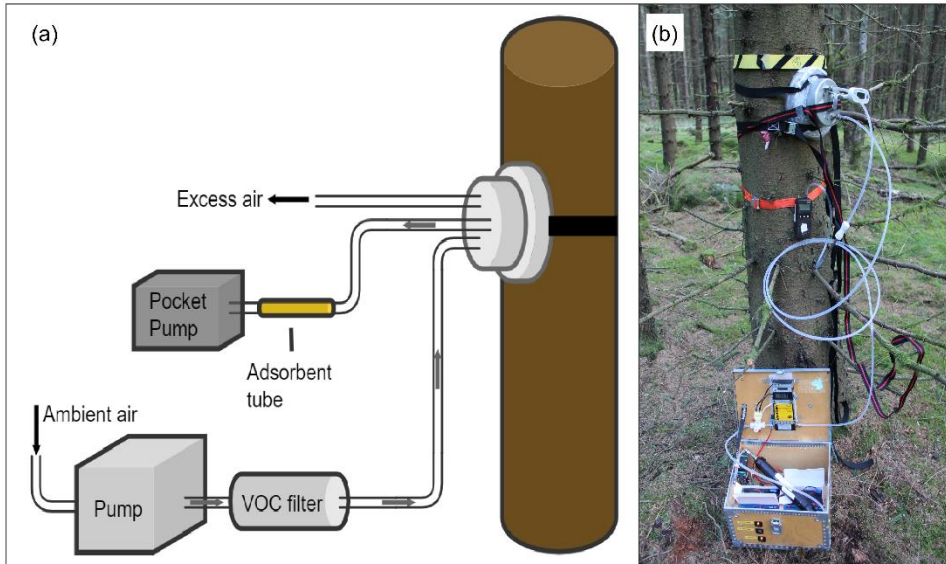 (a)
Excess air
Pocket
Pump
Adsorbent
tube
Ambient air
Pump
VOC filter
(b)